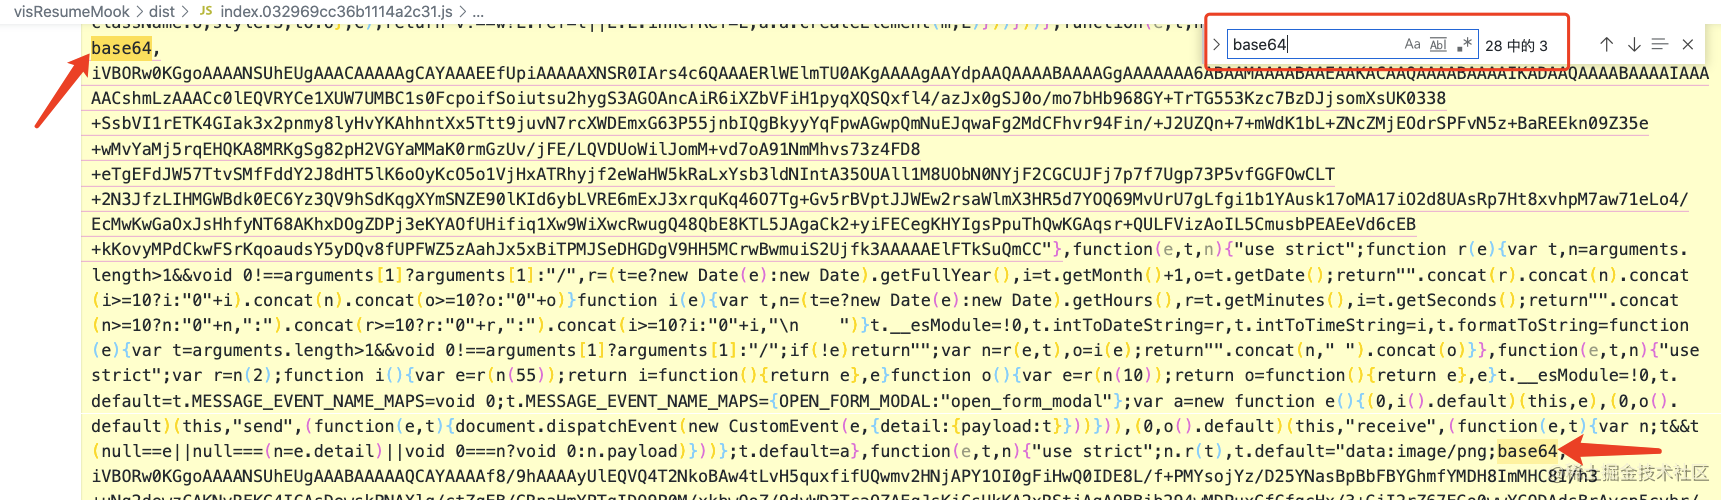 visResumeMook > dist > JS index.032969cc36b1114a2c31.js > ...
base64
Aa Abl .*
28 中的 3
base64,
iVBORw0KGgoAAAANSUhEUgAAACAAAAAgCAYAAAEEfUpiAAAAAXNSR0IArs4c6QAAAERlWElmTU0AKgAAAAgAAYdpAAQAAAABAAAAGgAAAAAAA6ABAAMAAAABAAEAAKACAAQAAAABAAAAIKADAAQAAAABAAAAIAAA
AACshmLzAAACc0lEQVRYCe1XUW7UMBC1s0FcpoifSoiutsu2hygS3AGOAncAiR6iXZbVFiH1pyqXQSQxfl4/azJx0gSJ0o/mo7bHb968GY+TrTG553Kzc7BzDJjsomXsUK0338
+SsbVI1rETK4GIak3x2pnmy8lyHvYKAhhntXx5Ttt9juvN7rcXWDEmxG63P55jnbIQgBkyyYqFpwAGwpQmNuEJqwaFg2MdCFhvr94Fin/+J2UZQn+7+mWdK1bL+ZNcZMjEOdrSPFvN5z+BaREEkn09Z35e
+wMvYaMj5rqEHQKA8MRKgSg82pH2VGYaMMaK0rmGzUv/jFE/LQVDUoWilJomM+vd7oA91NmMhvs73z4FD8
+eTgEFdJW57TtvSMfFddY2J8dHT5lK6oOyKcO5o1VjHxATRhyjf2eWaHW5kRaLxYsb3ldNIntA35OUAll1M8UObN0NYjF2CGCUJFj7p7f7Ugp73P5vfGGFOwCLT
+2N3JfzLIHMGWBdk0EC6Yz3QV9hSdKqgXYmSNZE90lKId6ybLVRE6mExJ3xrquKq46O7Tg+Gv5rBVptJJWEw2rsaWlmX3HR5d7YOQ69MvUrU7gLfgi1b1YAusk17oMA17iO2d8UAsRp7Ht8xvhpM7aw71eLo4/
EcMwKwGaOxJsHhfyNT68AKhxDOgZDPj3eKYAOfUHifiq1Xw9WiXwcRwugQ48QbE8KTL5JAgaCk2+yiFECegKHYIgsPpuThQwKGAqsr+QULFVizAoIL5CmusbPEAEeVd6cEB
+kKovyMPdCkwFSrKqoaudsY5yDQv8fUPFWZ5zAahJx5xBiTPMJSeDHGDgV9HH5MCrwBwmuiS2Ujfk3AAAAAElFTkSuQmCC"},function(e,t,n){"use strict";function r(e){var t,n=arguments.
length>1&&void 0!==arguments[1]?arguments[1]:"/",r=(t=e?new Date(e):new Date).getFullYear(),i=t.getMonth()+1,o=t.getDate();return"".concat(r).concat(n).concat
(i>=10?i:"0"+i).concat(n).concat(o>=10?o:"0"+o)}function i(e){var t,n=(t=e?new Date(e):new Date).getHours(),r=t.getMinutes(),i=t.getSeconds();return"".concat
(n>=10?n:"0"+n,":").concat(r>=10?r:"0"+r,":").concat(i>=10?i:"0"+i,"\n    ")}t.__esModule=!0,t.intToDateString=r,t.intToTimeString=i,t.formatToString=function
(e){var t=arguments.length>1&&void 0!==arguments[1]?arguments[1]:"/";if(!e)return"";var n=r(e,t),o=i(e);return"".concat(n," ").concat(o)}},function(e,t,n){"use
strict";var r=n(2);function i(){var e=r(n(55));return i=function(){return e},e}function o(){var e=r(n(10));return o=function(){return e},e}t.__esModule=!0,t.
default=t.MESSAGE_EVENT_NAME_MAPS=void 0;t.MESSAGE_EVENT_NAME_MAPS={OPEN_FORM_MODAL:"open_form_modal"};var a=new function e(){(0,i().default)(this,e),(0,o().
default)(this,"send",(function(e,t){document.dispatchEvent(new CustomEvent(e,{detail:{payload:t}}))})),(0,o().default)(this,"receive",(function(e,t){var n;t&&t
(null==e||null===(n=e.detail)||void 0===n?void 0:n.payload)}))};t.default=a},function(e,t,n){"use strict";n.r(t),t.default="data:image/png;base64,
@稀土掘金技术社区